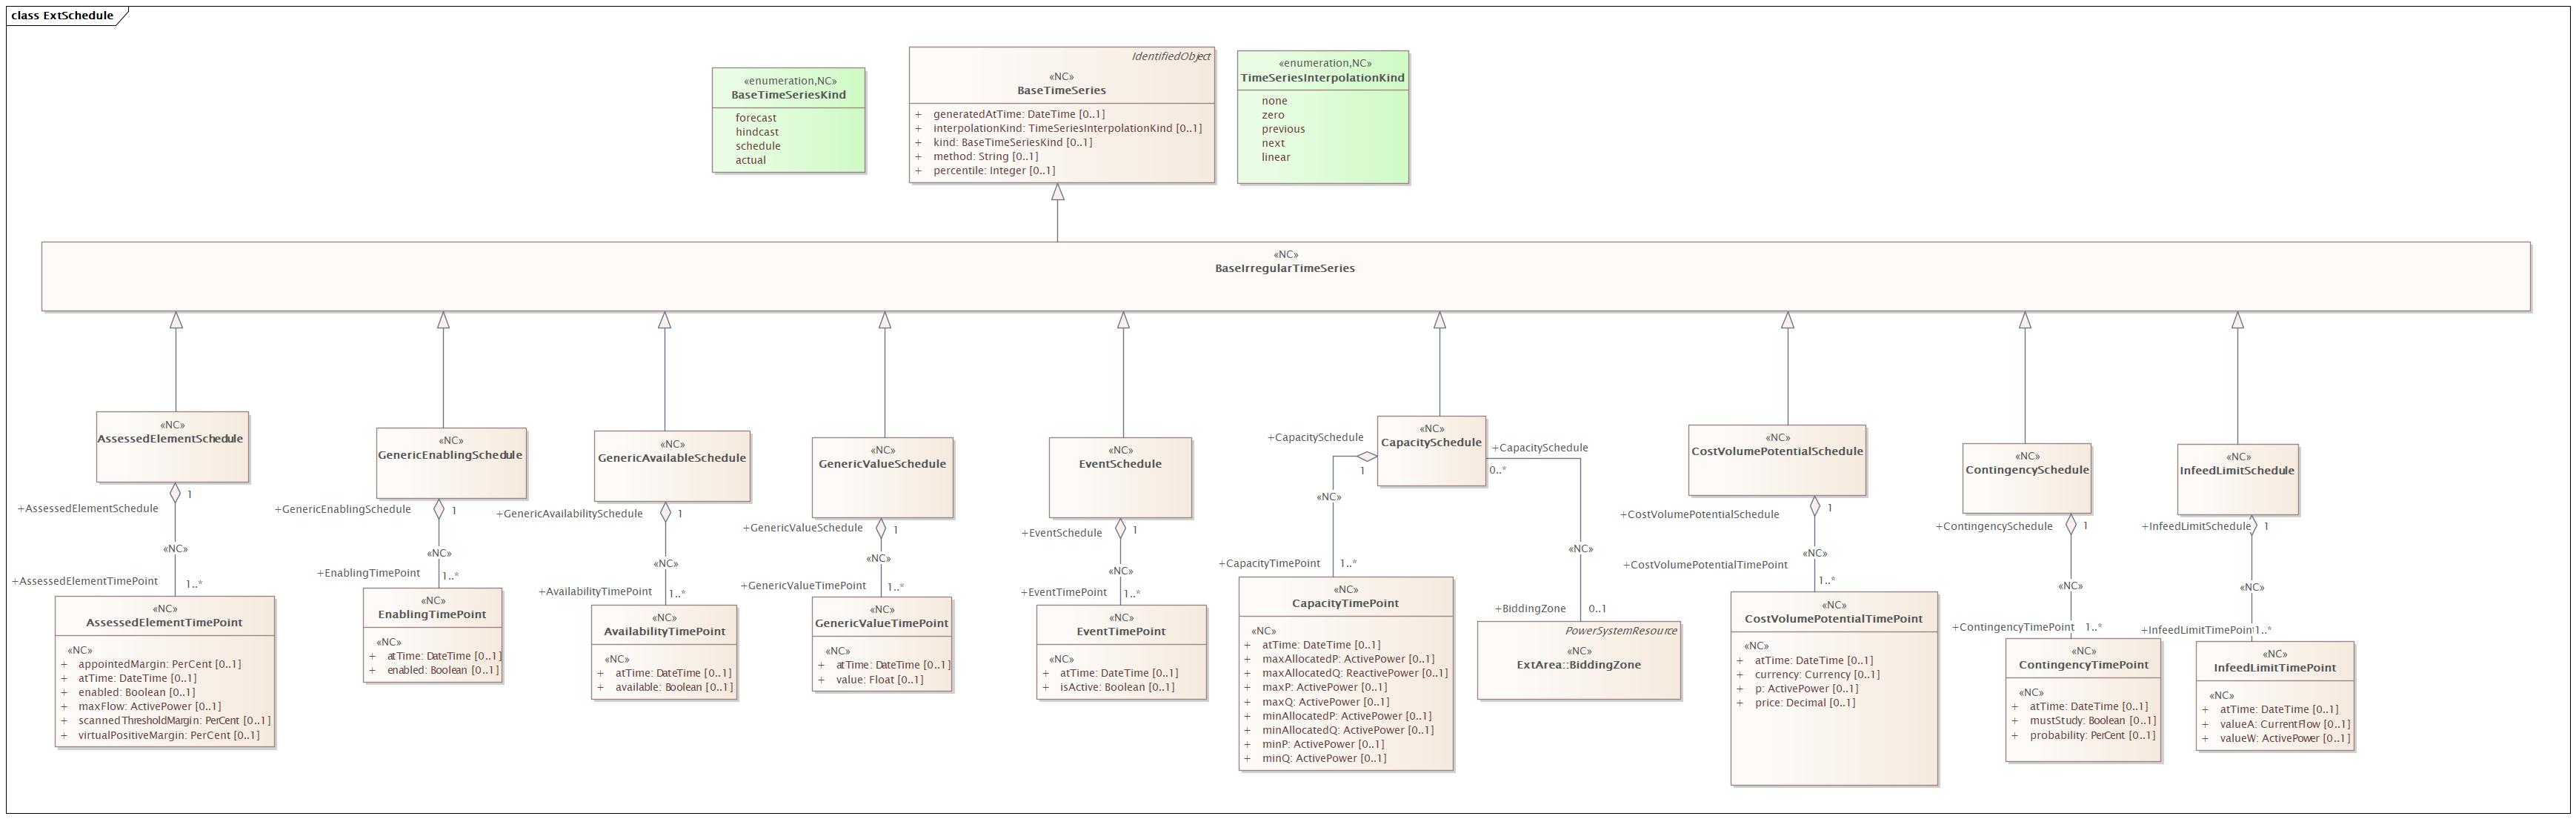 class ExtSchedule
«enumeration,NC»
BaseTimeSeriesKind
forecast
hindcast
schedule
actual
IdentifiedObject
«NC»
BaseTimeSeries
+ generatedAtTime: DateTime [0..1]
+ interpolationKind: TimeSeriesInterpolationKind [0..1]
+ kind: BaseTimeSeriesKind [0..1]
+ method: String [0..1]
+ percentile: Integer [0..1]
«enumeration,NC»
TimeSeriesInterpolationKind
none
zero
previous
next
linear
«NC»
BaseIrregularTimeSeries
«NC»
AssessedElementSchedule
+AssessedElementSchedule
1
«NC»
+AssessedElementTimePoint
1..*
«NC»
AssessedElementTimePoint
«NC»
+ appointedMargin: PerCent [0..1]
+ atTime: DateTime [0..1]
+ enabled: Boolean [0..1]
+ maxFlow: ActivePower [0..1]
+ scannedThresholdMargin: PerCent [0..1]
+ virtualPositiveMargin: PerCent [0..1]
«NC»
GenericEnablingSchedule
+GenericEnablingSchedule
1
«NC»
+EnablingTimePoint
1..*
«NC»
EnablingTimePoint
«NC»
+ atTime: DateTime [0..1]
+ enabled: Boolean [0..1]
«NC»
GenericAvailableSchedule
+GenericAvailabilitySchedule
1
«NC»
+AvailabilityTimePoint
1..*
«NC»
AvailabilityTimePoint
«NC»
+ atTime: DateTime [0..1]
+ available: Boolean [0..1]
«NC»
GenericValueSchedule
+GenericValueSchedule
1
«NC»
+GenericValueTimePoint
1..*
«NC»
GenericValueTimePoint
«NC»
+ atTime: DateTime [0..1]
+ value: Float [0..1]
«NC»
EventSchedule
+EventSchedule
1
«NC»
+EventTimePoint
1..*
«NC»
EventTimePoint
«NC»
+ atTime: DateTime [0..1]
+ isActive: Boolean [0..1]
«NC»
CapacitySchedule
+CapacitySchedule
1
«NC»
+CapacityTimePoint
1..*
«NC»
CapacityTimePoint
«NC»
+ atTime: DateTime [0..1]
+ maxAllocatedP: ActivePower [0..1]
+ maxAllocatedQ: ReactivePower [0..1]
+ maxP: ActivePower [0..1]
+ maxQ: ActivePower [0..1]
+ minAllocatedP: ActivePower [0..1]
+ minAllocatedQ: ActivePower [0..1]
+ minP: ActivePower [0..1]
+ minQ: ActivePower [0..1]
+CapacitySchedule
0..*
«NC»
+BiddingZone
0..1
PowerSystemResource
«NC»
ExtArea::BiddingZone
«NC»
CostVolumePotentialSchedule
+CostVolumePotentialSchedule
1
«NC»
+CostVolumePotentialTimePoint
1..*
«NC»
CostVolumePotentialTimePoint
«NC»
+ atTime: DateTime [0..1]
+ currency: Currency [0..1]
+ p: ActivePower [0..1]
+ price: Decimal [0..1]
«NC»
ContingencySchedule
+ContingencySchedule
1
«NC»
+ContingencyTimePoint
1..*
«NC»
ContingencyTimePoint
«NC»
+ atTime: DateTime [0..1]
+ mustStudy: Boolean [0..1]
+ probability: PerCent [0..1]
«NC»
InfeedLimitSchedule
+InfeedLimitSchedule
1
«NC»
+InfeedLimitTimePoint
1..*
«NC»
InfeedLimitTimePoint
«NC»
+ atTime: DateTime [0..1]
+ valueA: CurrentFlow [0..1]
+ valueW: ActivePower [0..1]